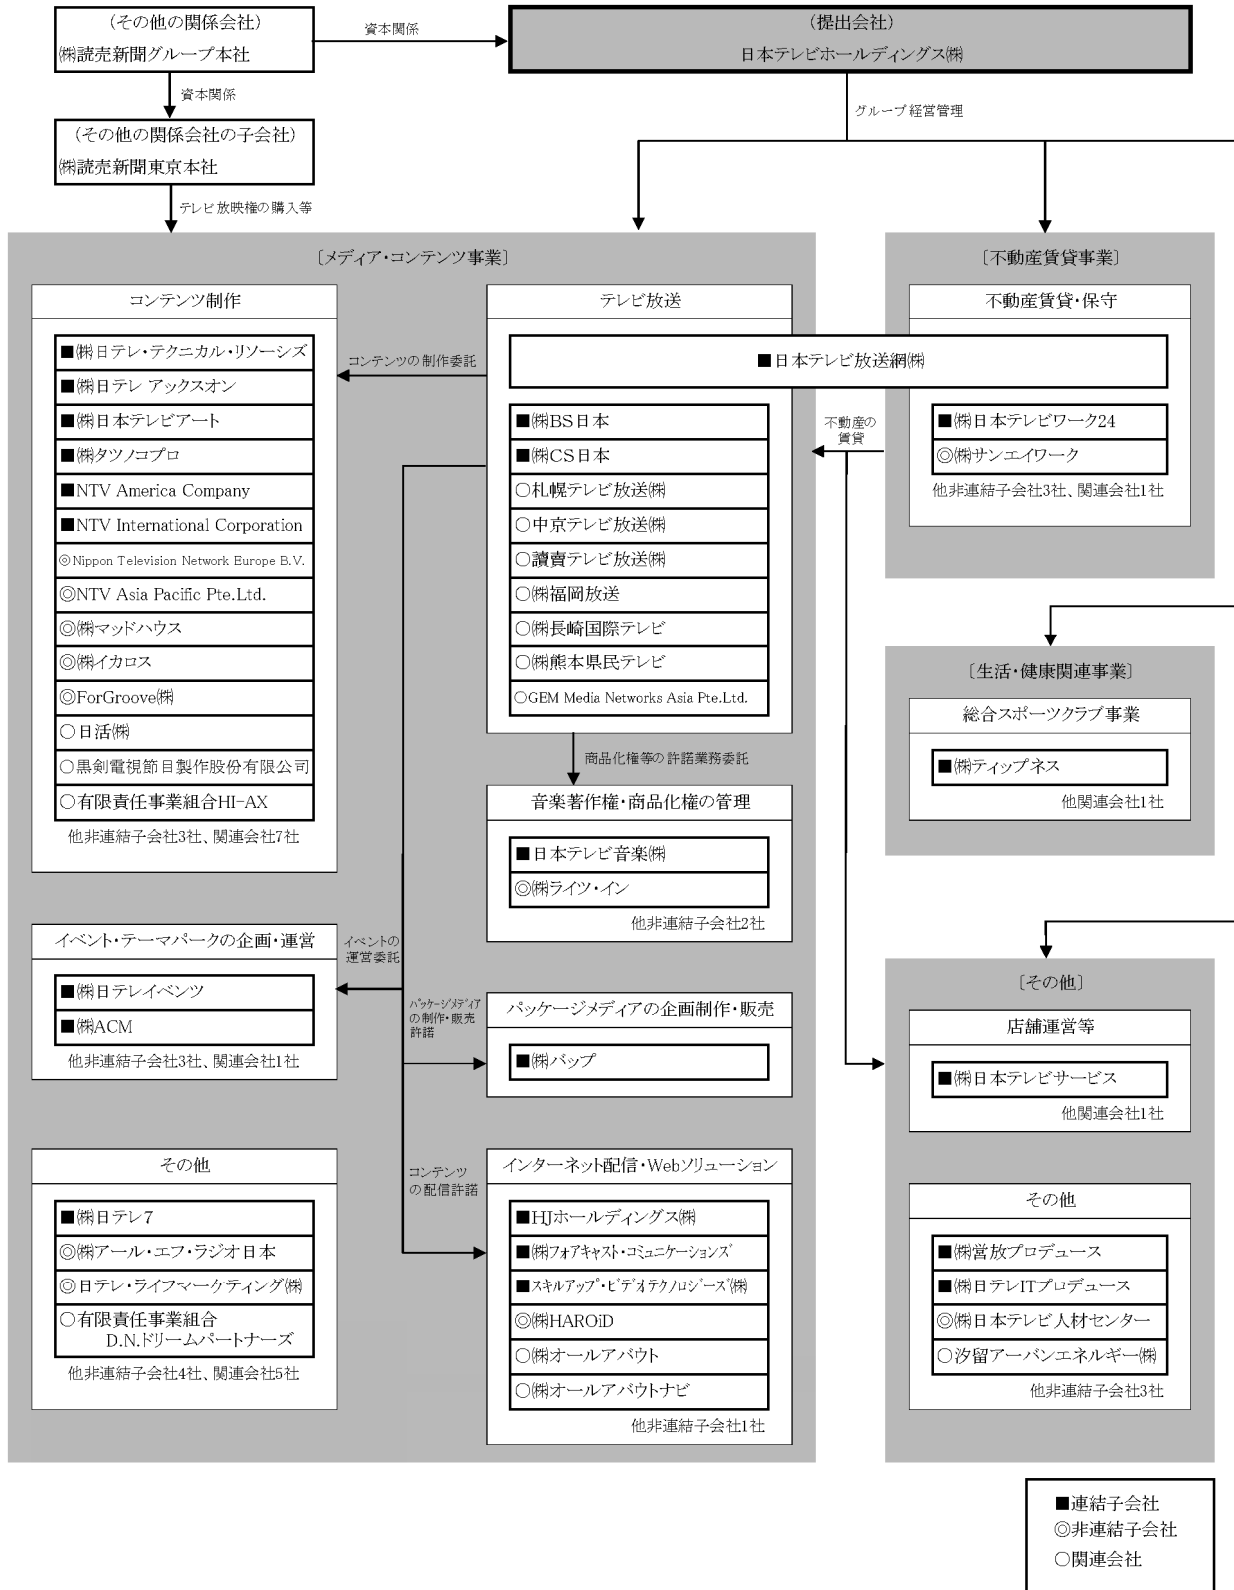 (その他の関係会社)
㈱読売新聞グループ本社
資本関係
(提出会社)
日本テレビホールディングス㈱
資本関係
グループ経営管理
(その他の関係会社の子会社)
㈱読売新聞東京本社
テレビ放映権の購入等
〔メディア・コンテンツ事業〕
コンテンツ制作
■㈱日テレ・テクニカル・リソーシズ
■㈱日テレ アックスオン
■㈱日本テレビアート
■㈱タツノコプロ
■NTV America Company
■NTV International Corporation
◎Nippon Television Network Europe B.V.
◎NTV Asia Pacific Pte.Ltd.
◎㈱マッドハウス
◎㈱イカロス
◎ForGroove㈱
○日活㈱
○黒剣電視節目製作股份有限公司
○有限責任事業組合HI-AX
他非連結子会社3社、関連会社7社
コンテンツの制作委託
テレビ放送
■日本テレビ放送網㈱
■㈱BS日本
■㈱CS日本
○札幌テレビ放送㈱
○中京テレビ放送㈱
○讀賣テレビ放送㈱
○㈱福岡放送
○㈱長崎国際テレビ
○㈱熊本県民テレビ
○GEM Media Networks Asia Pte.Ltd.
商品化権等の許諾業務委託
音楽著作権・商品化権の管理
■日本テレビ音楽㈱
◎㈱ライツ・イン
他非連結子会社2社
イベント・テーマパークの企画・運営
■㈱日テレイベンツ
■㈱ACM
他非連結子会社3社、関連会社1社
イベントの
運営委託
パッケージメディア
の制作・販売
許諾
パッケージメディアの企画制作・販売
■㈱バップ
その他
■㈱日テレ7
◎㈱アール・エフ・ラジオ日本
◎日テレ・ライフマーケティング㈱
○有限責任事業組合
D.N.ドリームパートナーズ
他非連結子会社4社、関連会社5社
コンテンツ
の配信許諾
インターネット配信・Webソリューション
■HJホールディングス㈱
■㈱フォアキャスト・コミュニケーションズ
■スキルアップ・ビデオテクノロジーズ㈱
◎㈱HAROiD
○㈱オールアバウト
○㈱オールアバウトナビ
他非連結子会社1社
〔不動産賃貸事業〕
不動産賃貸・保守
■㈱日本テレビワーク24
◎㈱サンエイワーク
他非連結子会社3社、関連会社1社
不動産の
賃貸
〔生活・健康関連事業〕
総合スポーツクラブ事業
■㈱ティップネス
他関連会社1社
〔その他〕
店舗運営等
■㈱日本テレビサービス
他関連会社1社
その他
■㈱営放プロデュース
■㈱日テレITプロデュース
◎㈱日本テレビ人材センター
○汐留アーバンエネルギー㈱
他非連結子会社3社
■連結子会社
◎非連結子会社
○関連会社